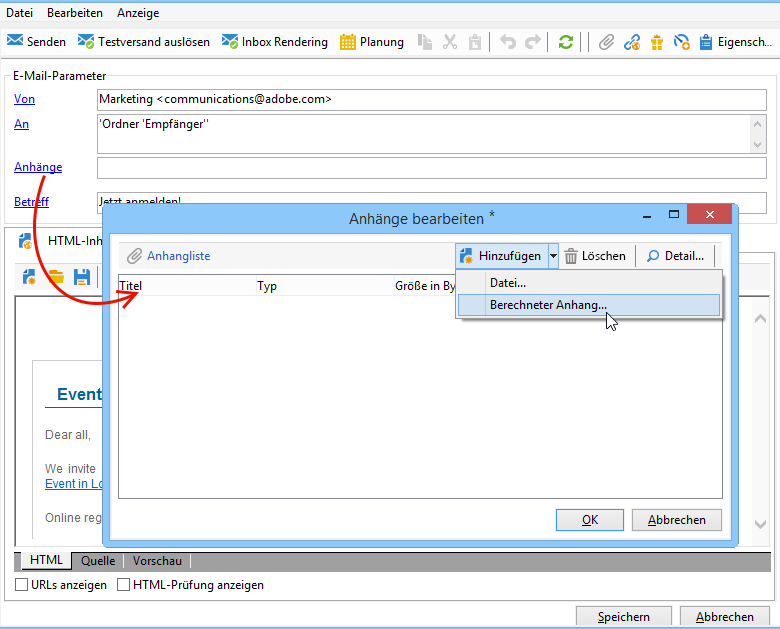 Datei Bearbeiten Anzeige
Senden Testversand auslösen Inbox Rendering Planung Eigensch...
E-Mail-Parameter
Von Marketing <communications@adobe.com>
An 'Ordner 'Empfänger''
Anhänge
Betreff Jetzt anmelden!
Anhänge bearbeiten *
HTML-Inh
Anhangliste Hinzufügen Löschen Detail...
Titel Typ Größe in By
Datei...
Berechneter Anhang...
Event
Dear all,
We invite
Event in Lo
Online reg
OK Abbrechen
HTML Quelle Vorschau
URLs anzeigen HTML-Prüfung anzeigen
Speichern Abbrechen